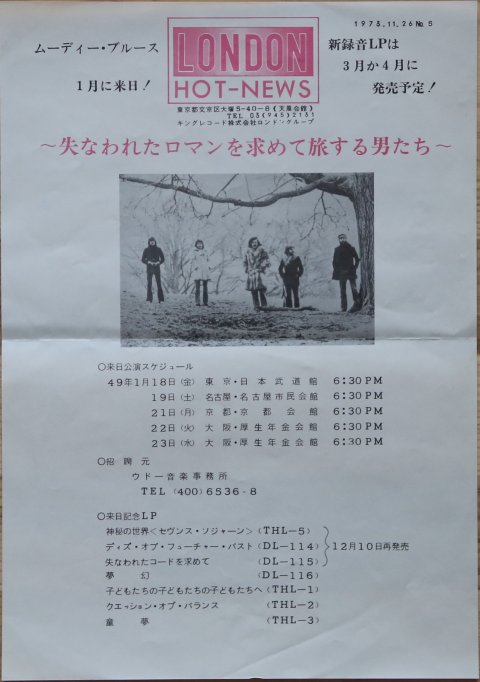 1973.11.26 No.5
ムーディー・ブルース
1月に来日!
LONDON
HOT-NEWS
新録音LPは
3月か4月に
発売予定!
東京都文京区大塚5-40-8《天風会館》
TEL 03(945)2131
キングレコード株式会社ロンドングループ
〜失なわれたロマンを求めて旅する男たち〜
○来日公演スケジュール
49年1月18日(金) 東京・日本武道館 6:30PM
19日(土) 名古屋・名古屋市民会館 6:30PM
21日(月) 京都・京都会館 6:30PM
22日(火) 大阪・厚生年金会館 6:30PM
23日(水) 大阪・厚生年金会館 6:30PM
○招聘元
ウドー音楽事務所
TEL (400) 6536-8
○来日記念LP
神秘の世界<セヴンス・ソジャーン>(THL-5)
デイズ・オブ・フューチャー・パスト(DL-114)
12月10日再発売
失なわれたコードを求めて (DL-115)
夢幻 (DL-116)
子どもたちの子どもたちの子どもたちへ(THL-1)
クエッション・オブ・バランス (THL-2)
童夢 (THL-3)